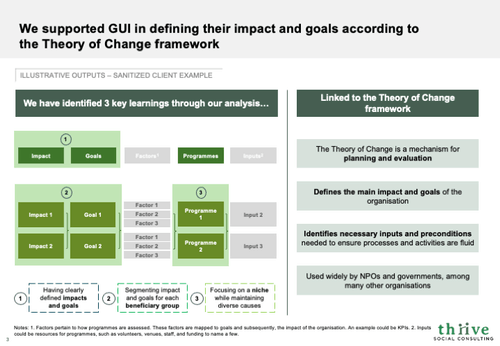 We supported GUI in defining their impact and goals according to
the Theory of Change framework
ILLUSTRATIVE OUTPUTS – SANITIZED CLIENT EXAMPLE
We have identified 3 key learnings through our analysis…
Linked to the Theory of Change
framework
1
Impact
Goals
Factors¹
Programmes
Inputs²
The Theory of Change is a mechanism for
planning and evaluation
2
3
Impact 1
Goal 1
Factor 1
Factor 2
Factor 3
Programme
1
Input 2
Impact 2
Goal 2
Factor 1
Factor 2
Factor 3
Programme
2
Input 3
Defines the main impact and goals of the
organisation
Identifies necessary inputs and preconditions
needed to ensure processes and activities are fluid
Used widely by NPOs and governments, among
many other organisations
1
Having clearly
defined impacts
and goals
2
Segmenting impact
and goals for each
beneficiary group
3
Focusing on a niche
while maintaining
diverse causes
Notes: 1. Factors pertain to how programmes are assessed. These factors are mapped to goals and subsequently, the impact of the organisation. An example could be KPIs. 2. Inputs
could be resources for programmes, such as volunteers, venues, staff, and funding to name a few.
3
thriive
SOCIAL CONSULTING